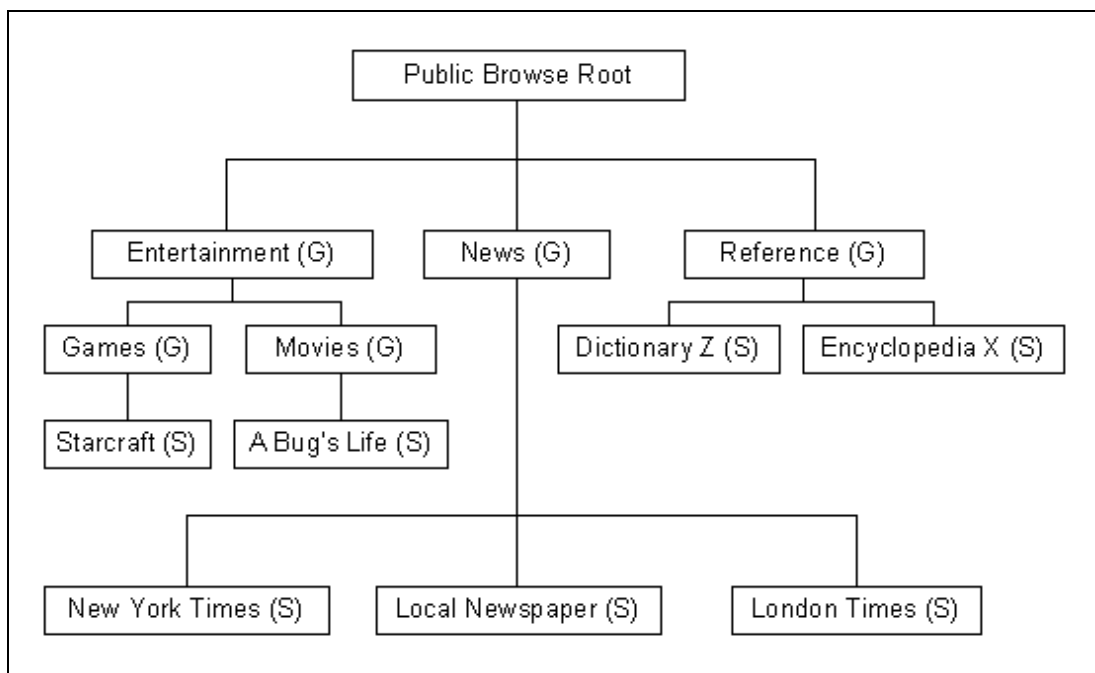 Public Browse Root
Entertainment (G)
News (G)
Reference (G)
Games (G)
Movies (G)
Dictionary Z (S)
Encyclopedia X (S)
Starcraft (S)
A Bug's Life (S)
New York Times (S)
Local Newspaper (S)
London Times (S)